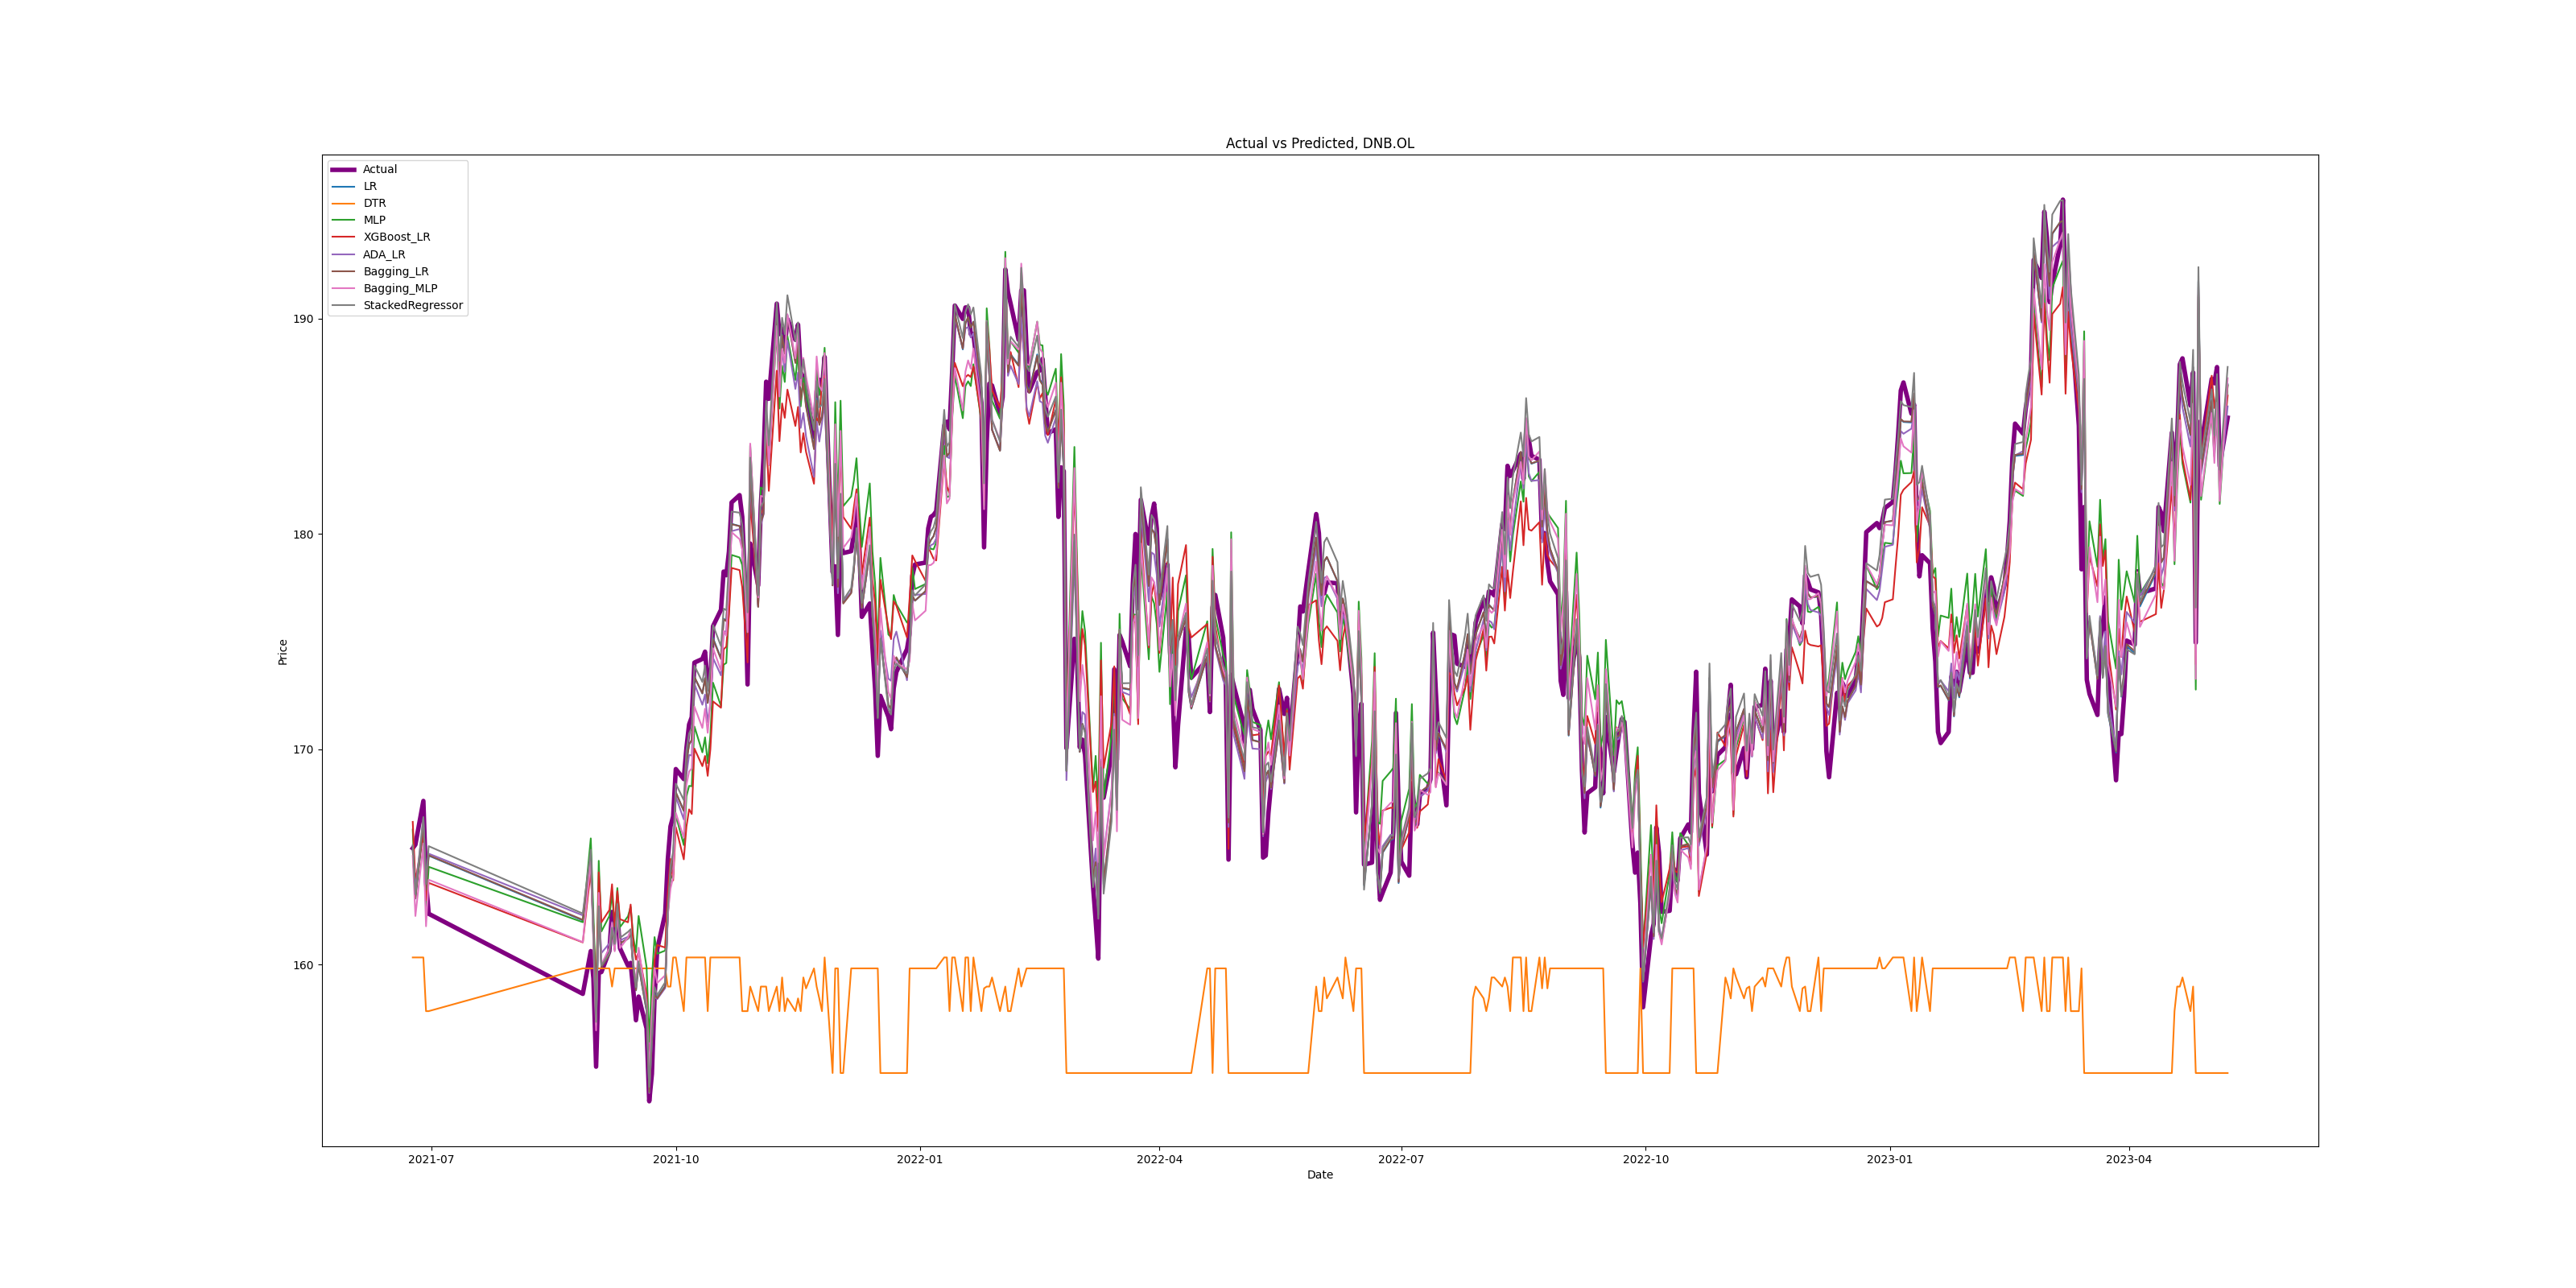 Actual vs Predicted, DNB.OL
Actual
LR
DTR
MLP
XGBoost_LR
ADA_LR
Bagging_LR
Bagging_MLP
StackedRegressor
190
180
170
160
Price
2021-07 2021-10 2022-01 2022-04 2022-07 2022-10 2023-01 2023-04
Date